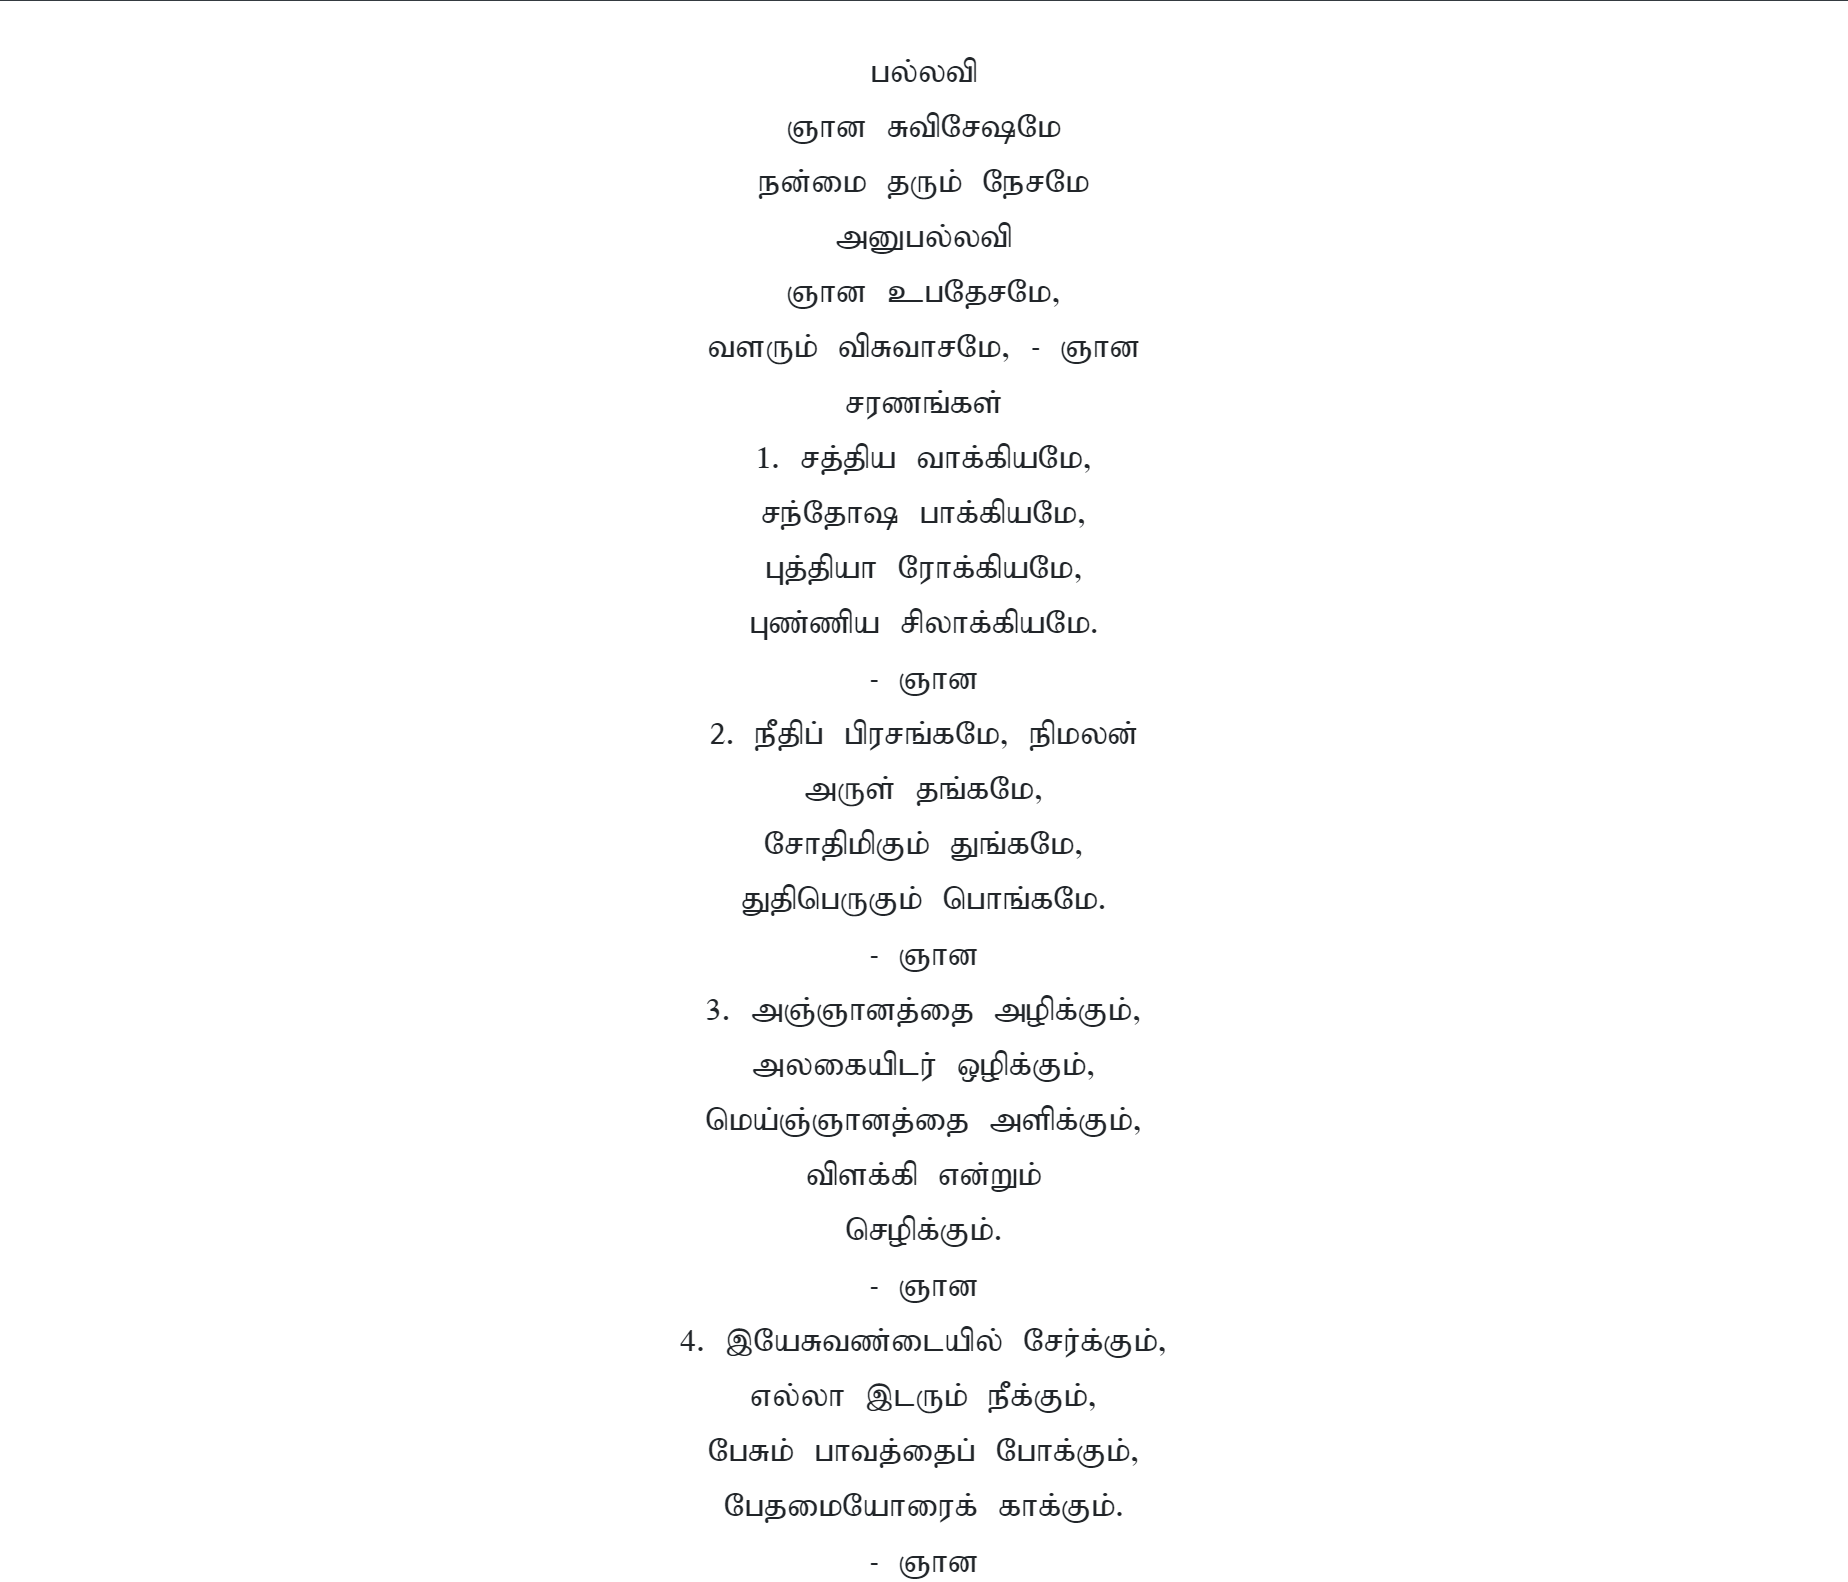 பல்லவி
ஞான சுவிசேஷமே
நன்மை தரும் நேசமே
அனுபல்லவி
ஞான உபதேசமே,
வளரும் விசுவாசமே, - ஞான
சரணங்கள்
1. சத்திய வாக்கியமே,
சந்தோஷ பாக்கியமே,
புத்தியா ரோக்கியமே,
புண்ணிய சிலாக்கியமே.
- ஞான
2. நீதிப் பிரசங்கமே, நிமலன்
அருள் தங்கமே,
சோதிமிகும் துங்கமே,
துதிபெருகும் பொங்கமே.
- ஞான
3. அஞ்ஞானத்தை அழிக்கும்,
அலகையிடர் ஒழிக்கும்,
மெய்ஞ்ஞானத்தை அளிக்கும்,
விளக்கி என்றும்
செழிக்கும்.
- ஞான
4. இயேசுவண்டையில் சேர்க்கும்,
எல்லா இடரும் நீக்கும்,
பேசும் பாவத்தைப் போக்கும்,
பேதமையோரைக் காக்கும்.
- ஞான